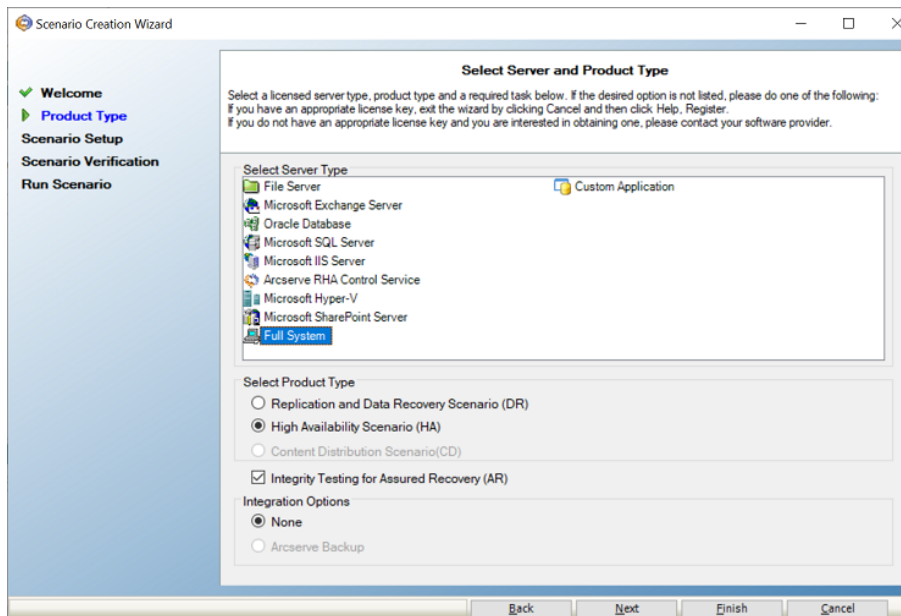 Scenario Creation Wizard
Welcome
Product Type
Scenario Setup
Scenario Verification
Run Scenario
Select Server and Product Type
Select a licensed server type, product type and a required task below. If the desired option is not listed, please do one of the following:
If you have an appropriate license key, exit the wizard by clicking Cancel and then click Help, Register.
If you do not have an appropriate license key and you are interested in obtaining one, please contact your software provider.
Select Server Type
File Server
Custom Application
Microsoft Exchange Server
Oracle Database
Microsoft SQL Server
Microsoft IIS Server
Arcserve RHA Control Service
Microsoft Hyper-V
Microsoft SharePoint Server
Full System
Select Product Type
Replication and Data Recovery Scenario (DR)
High Availability Scenario (HA)
Content Distribution Scenario(CD)
Integrity Testing for Assured Recovery (AR)
Integration Options
None
Arcserve Backup
Back Next Finish Cancel